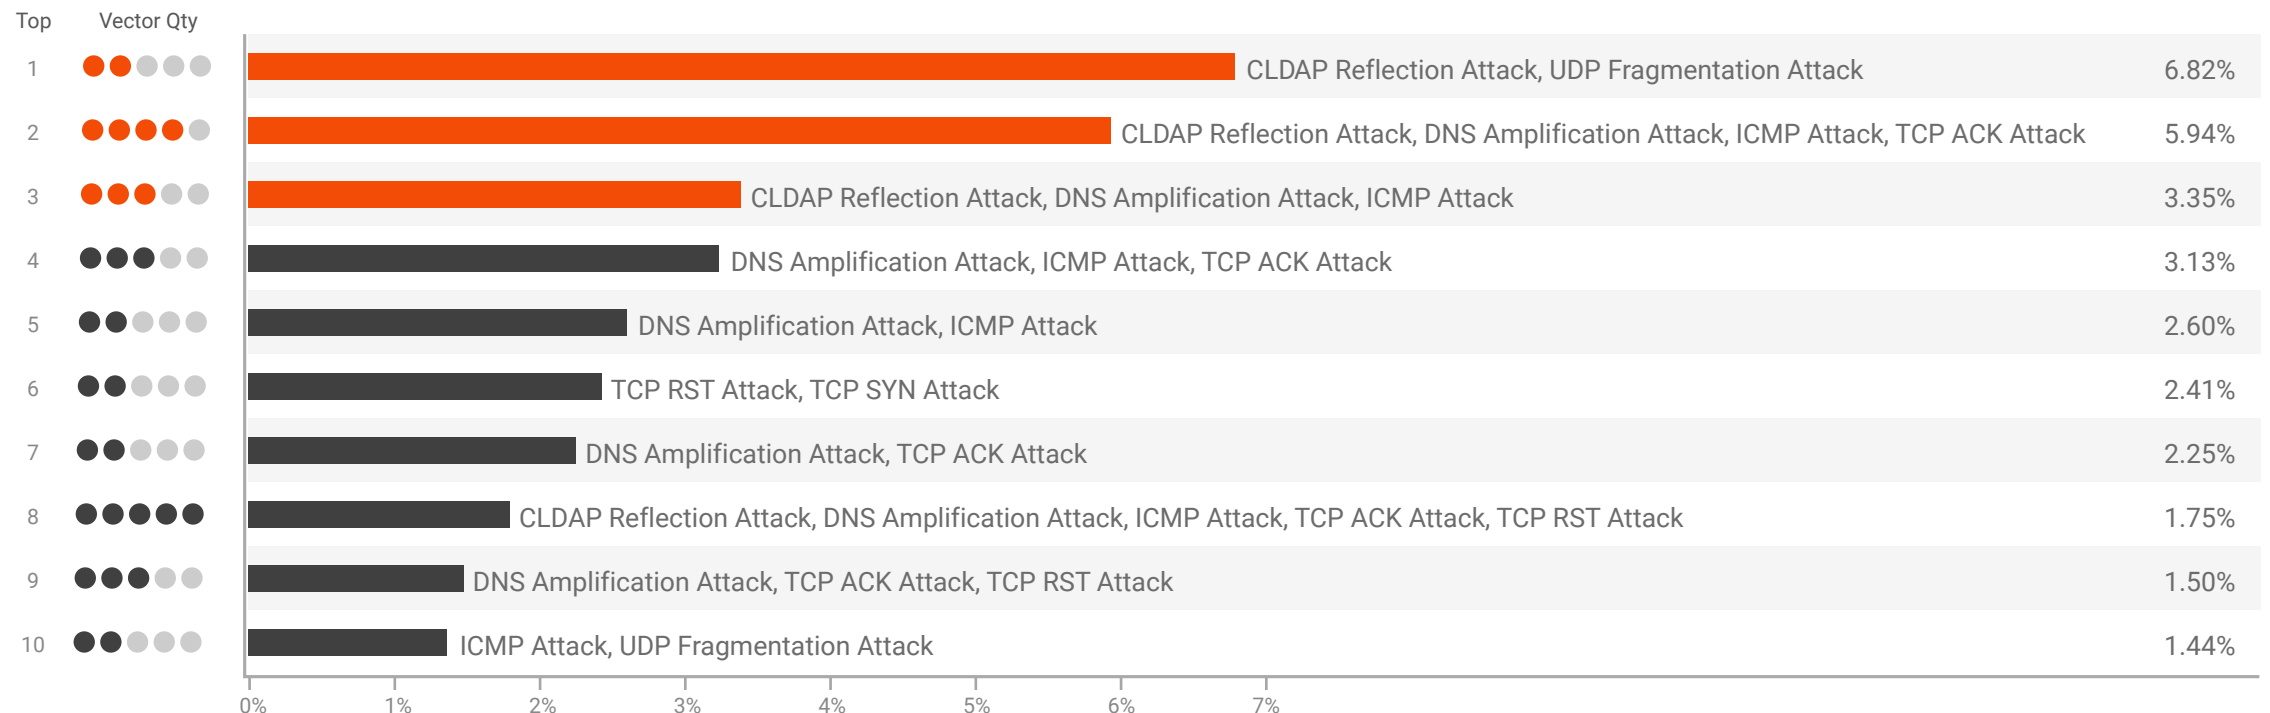 Top Vector Qty
1 CLDAP Reflection Attack, UDP Fragmentation Attack 6.82%
2 CLDAP Reflection Attack, DNS Amplification Attack, ICMP Attack, TCP ACK Attack 5.94%
3 CLDAP Reflection Attack, DNS Amplification Attack, ICMP Attack 3.35%
4 DNS Amplification Attack, ICMP Attack, TCP ACK Attack 3.13%
5 DNS Amplification Attack, ICMP Attack 2.60%
6 TCP RST Attack, TCP SYN Attack 2.41%
7 DNS Amplification Attack, TCP ACK Attack 2.25%
8 CLDAP Reflection Attack, DNS Amplification Attack, ICMP Attack, TCP ACK Attack, TCP RST Attack 1.75%
9 DNS Amplification Attack, TCP ACK Attack, TCP RST Attack 1.50%
10 ICMP Attack, UDP Fragmentation Attack 1.44%
0% 1% 2% 3% 4% 5% 6% 7%